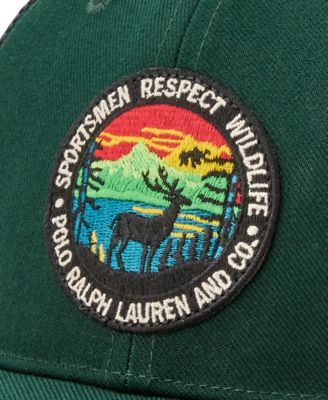 SPORTSMEN RESPECT WILDLIFE
• POLO RALPH LAUREN AND CO. •